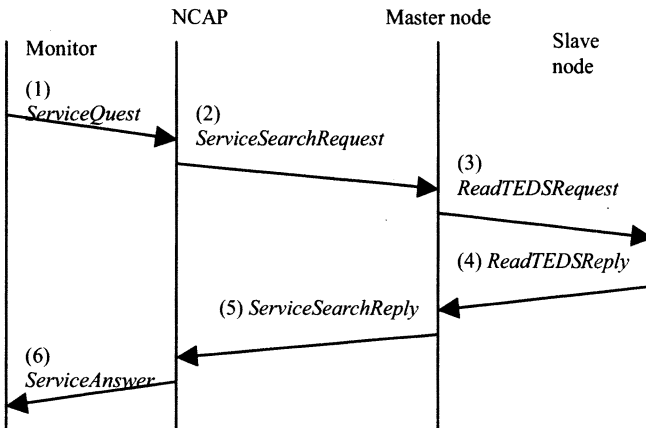 NCAP
Master node
Monitor
Slave
node
(1)
ServiceQuest
(2)
ServiceSearchRequest
(3)
ReadTEDSRequest
(4) ReadTEDSReply
(5) ServiceSearchReply
(6)
ServiceAnswer